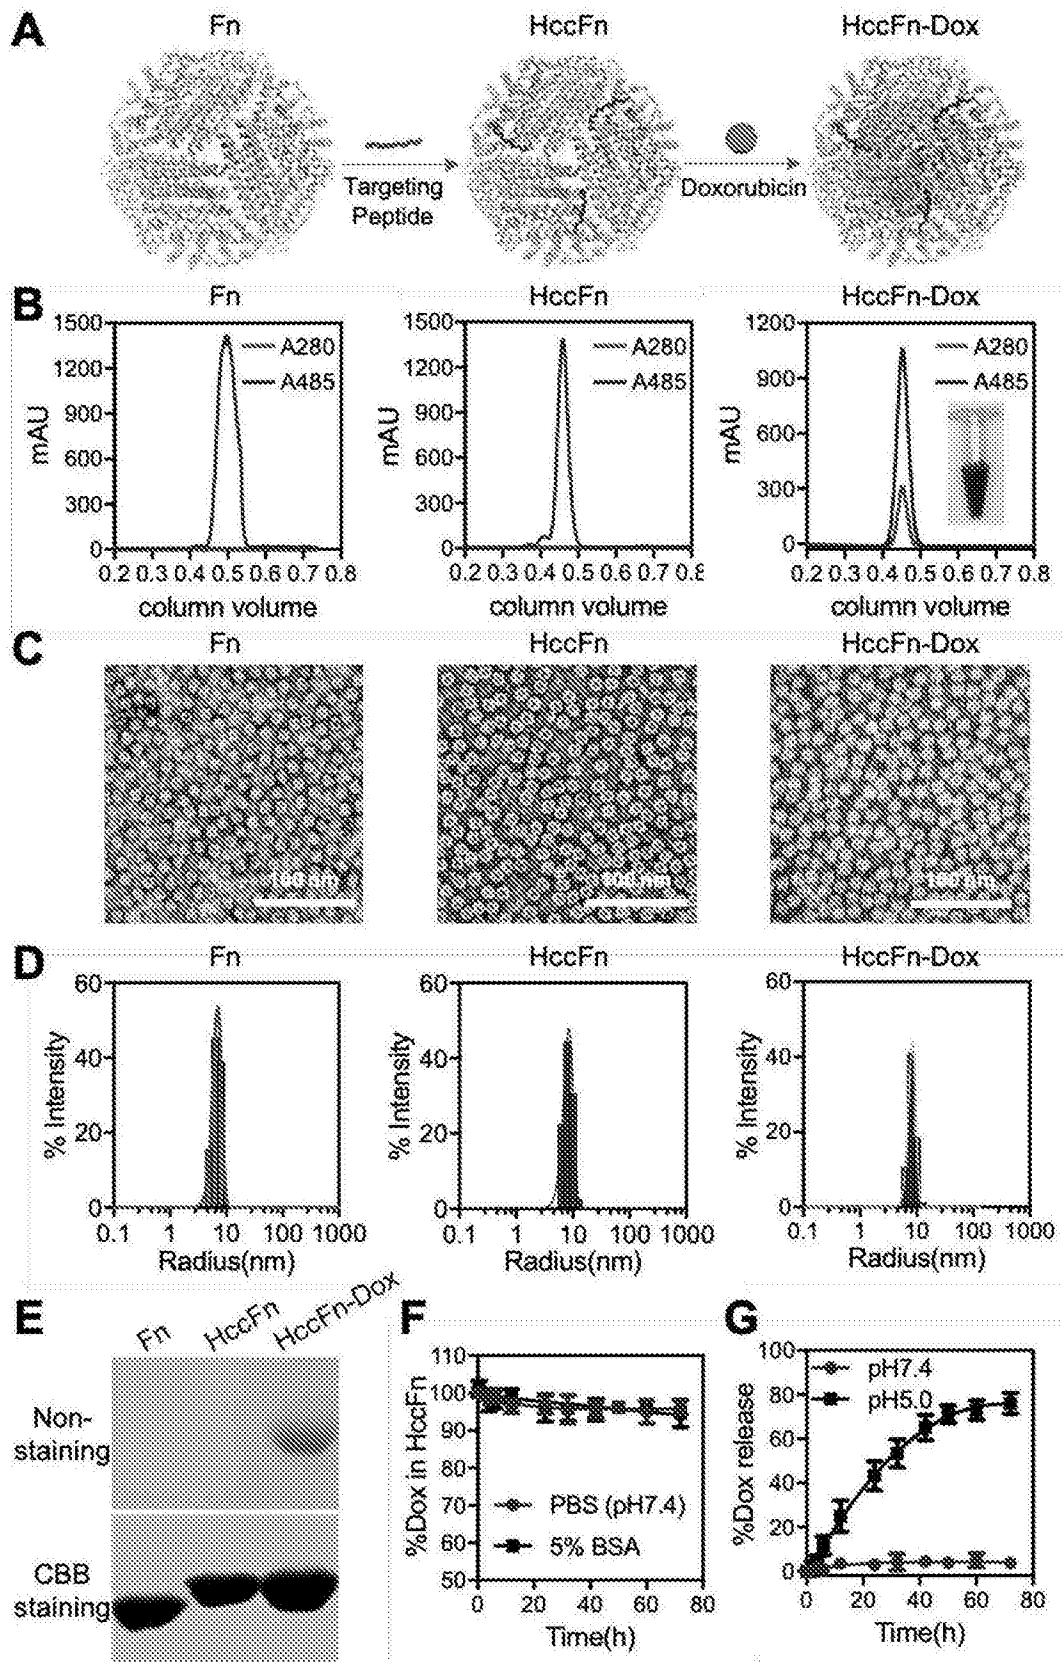 A
Fn
HccFn
HccFn-Dox
Targeting
Peptide
Doxorubicin
B
Fn
HccFn
HccFn-Dox
1500
1200
900
600
300
0
mAU
A280
A485
0.2 0.3 0.4 0.5 0.6 0.7 0.8
column volume
1500
1200
900
600
300
0
mAU
A280
A485
0.2 0.3 0.4 0.5 0.6 0.7 0.8
column volume
1200
900
600
300
0
mAU
A280
A485
0.2 0.3 0.4 0.5 0.6 0.7 0.8
column volume
C
Fn
HccFn
HccFn-Dox
100 nm
100 nm
100 nm
D
Fn
HccFn
HccFn-Dox
60
40
20
0
% Intensity
0.1 1 10 100 1000
Radius(nm)
60
40
20
0
% Intensity
0.1 1 10 100 1000
Radius(nm)
60
40
20
0
% Intensity
0.1 1 10 100 1000
Radius(nm)
E
Fn
HccFn
HccFn-Dox
Non-
staining
CBB
staining
F
110
100
90
80
70
60
50
%Dox in HccFn
PBS (pH7.4)
5% BSA
0 20 40 60 80
Time(h)
G
100
80
60
40
20
0
%Dox release
pH7.4
pH5.0
0 20 40 60 80
Time(h)